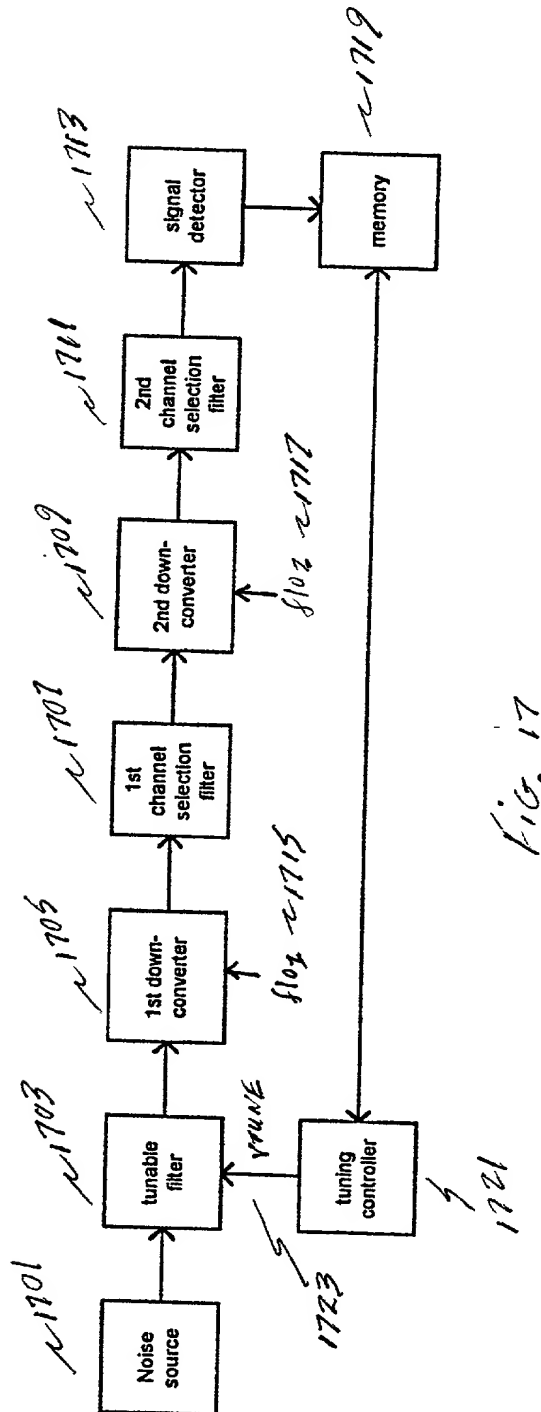 1701
Noise
source
1703
tunable
filter
1705
1st down-
converter
1707
1st
channel
selection
filter
1709
2nd down-
converter
1711
2nd
channel
selection
filter
1713
signal
detector
flo1 1715
flo2 1717
VTUNE
1723
tuning
controller
1721
memory
1719
FIG. 17